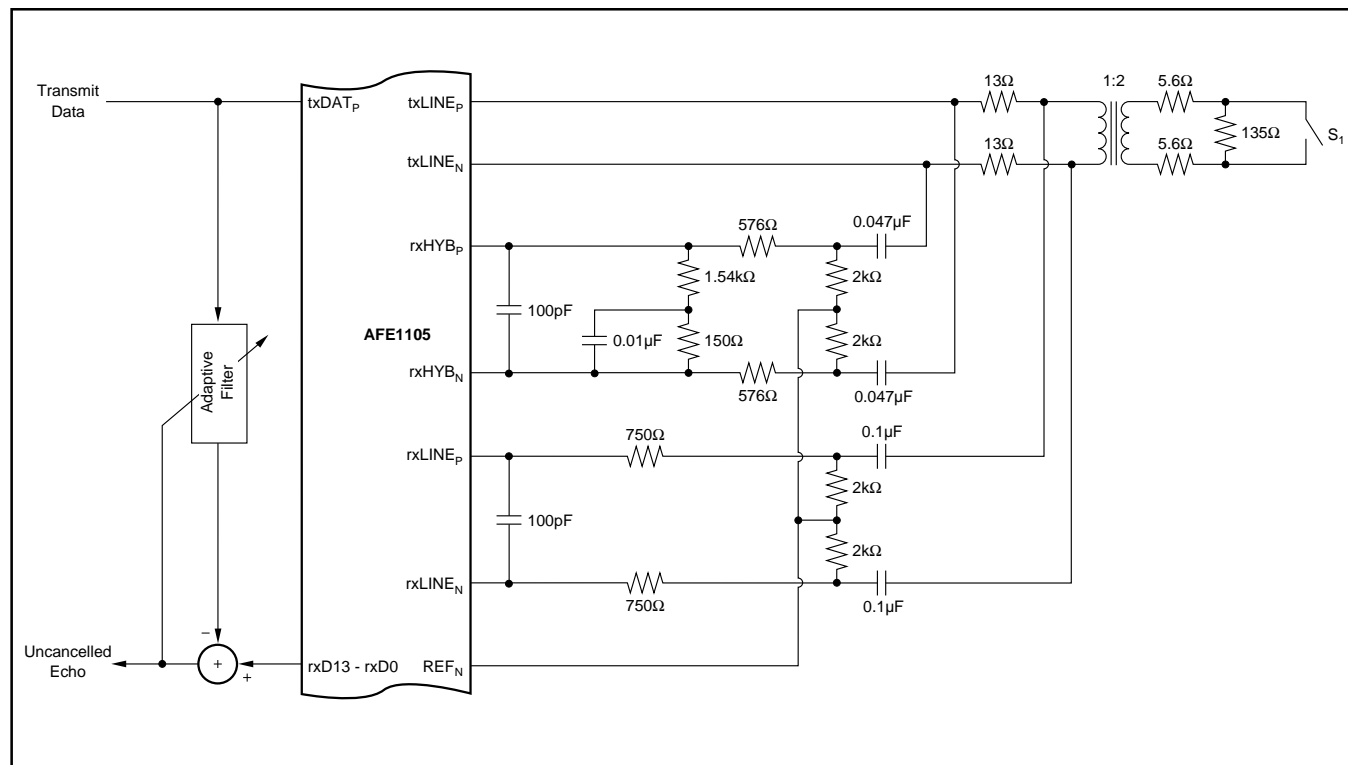 Transmit
Data
txDATP
txLINEP
13Ω
1:2
5.6Ω
135Ω
S1
txLINEN
13Ω
5.6Ω
rxHYBP
576Ω
0.047µF
1.54kΩ
2kΩ
100pF
AFE1105
0.01µF
150Ω
2kΩ
Adaptive
Filter
rxHYBN
576Ω
0.047µF
rxLINEP
750Ω
0.1µF
2kΩ
100pF
2kΩ
rxLINEN
750Ω
0.1µF
–
Uncancelled
Echo
+
+
rxD13 - rxD0
REFN